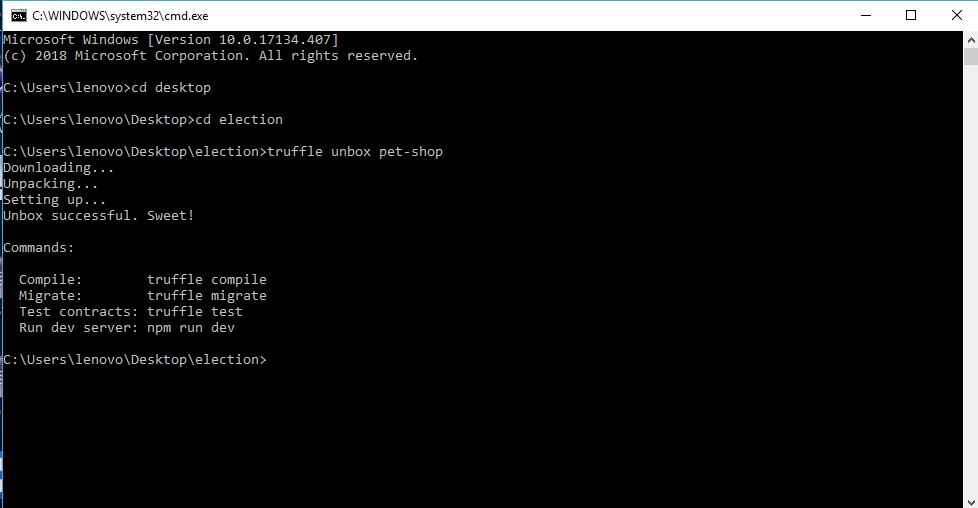 C:\WINDOWS\system32\cmd.exe
Microsoft Windows [Version 10.0.17134.407]
(c) 2018 Microsoft Corporation. All rights reserved.
C:\Users\lenovo>cd desktop
C:\Users\lenovo\Desktop>cd election
C:\Users\lenovo\Desktop\election>truffle unbox pet-shop
Downloading...
Unpacking...
Setting up...
Unbox successful. Sweet!
Commands:
  Compile:        truffle compile
  Migrate:        truffle migrate
  Test contracts: truffle test
  Run dev server: npm run dev
C:\Users\lenovo\Desktop\election>